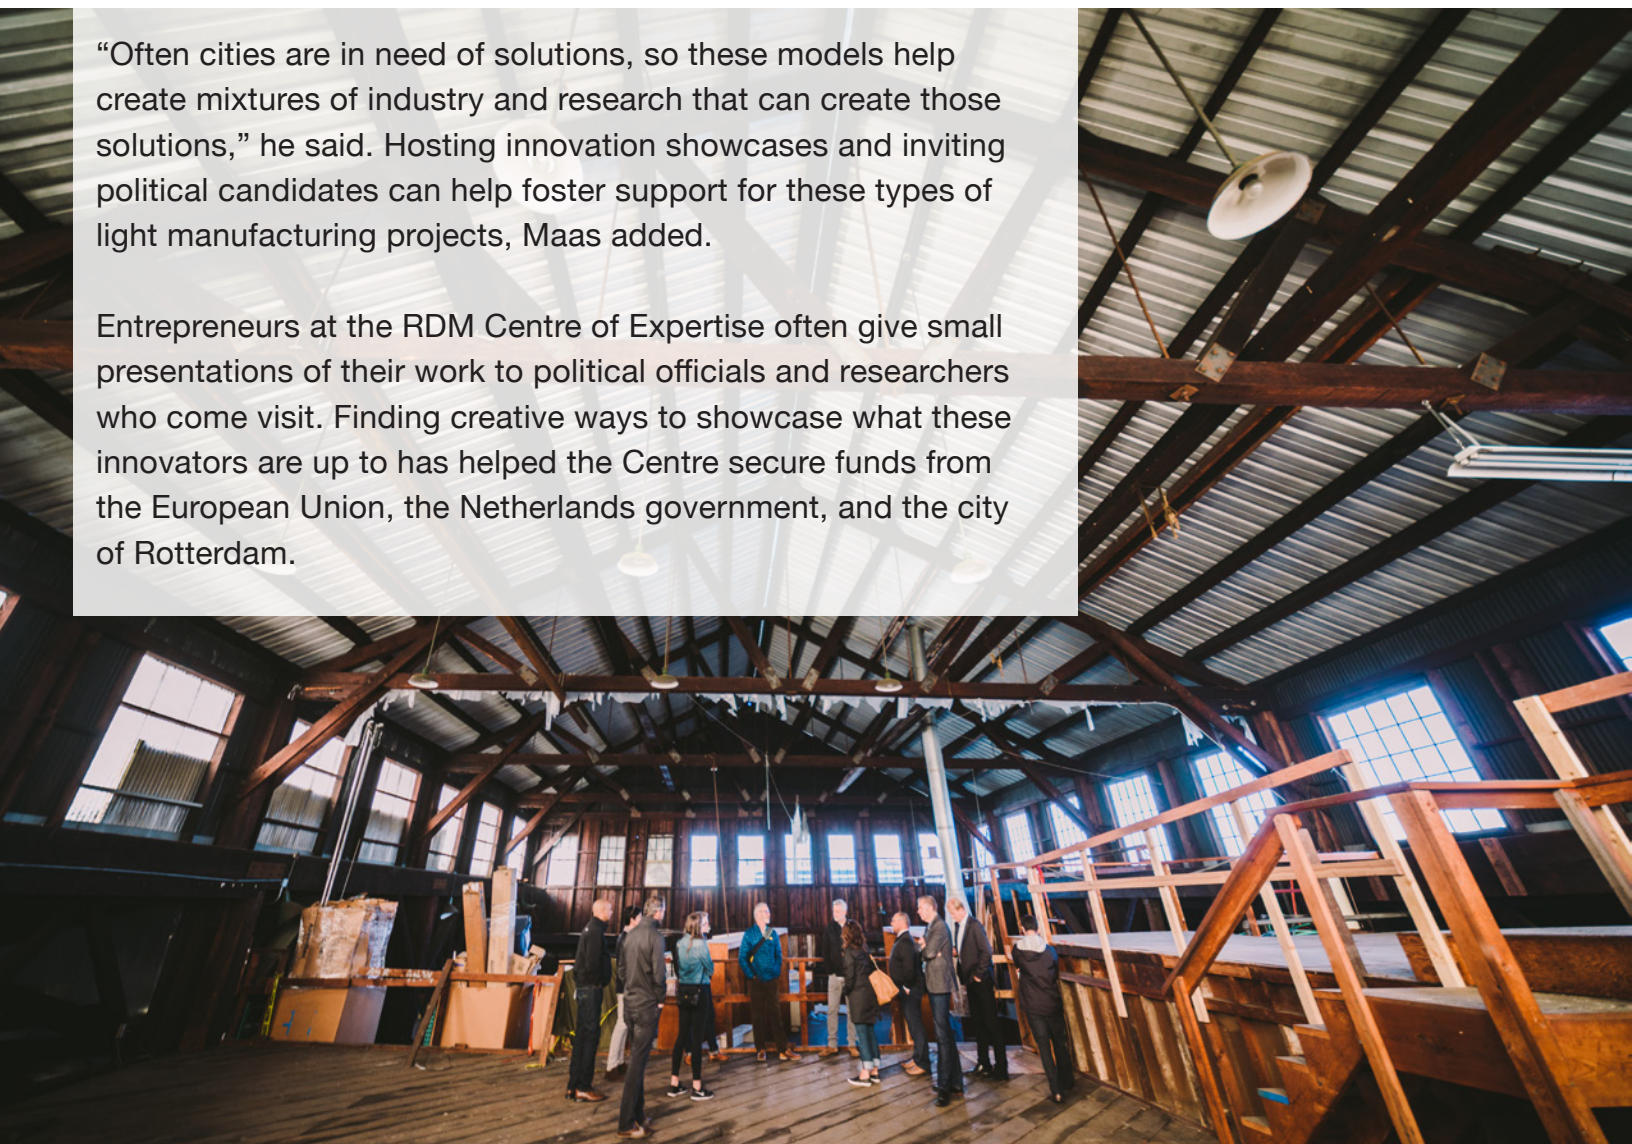 “Often cities are in need of solutions, so these models help
create mixtures of industry and research that can create those
solutions,” he said. Hosting innovation showcases and inviting
political candidates can help foster support for these types of
light manufacturing projects, Maas added.
Entrepreneurs at the RDM Centre of Expertise often give small
presentations of their work to political officials and researchers
who come visit. Finding creative ways to showcase what these
innovators are up to has helped the Centre secure funds from
the European Union, the Netherlands government, and the city
of Rotterdam.